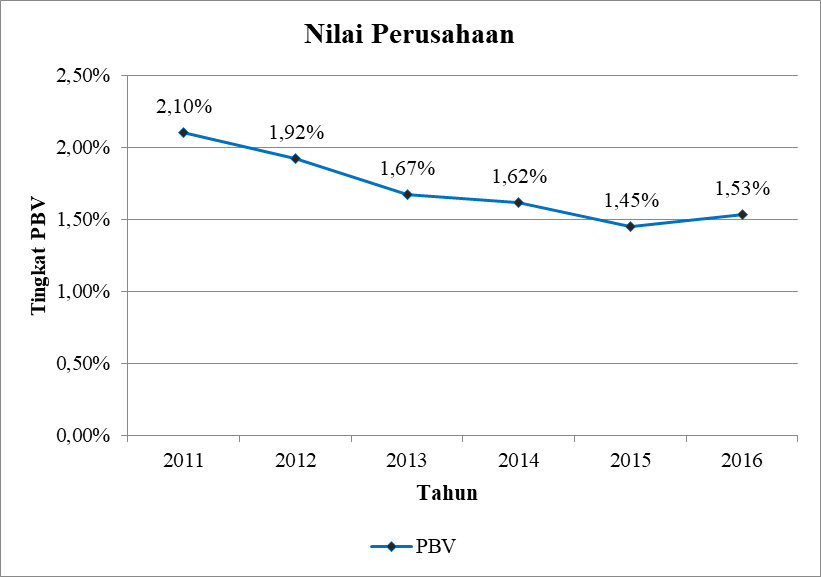 Nilai Perusahaan
2,50%
2,00%
1,50%
1,00%
0,50%
0,00%
Tingkat PBV
2,10%
1,92%
1,67%
1,62%
1,45%
1,53%
2011 2012 2013 2014 2015 2016
Tahun
PBV